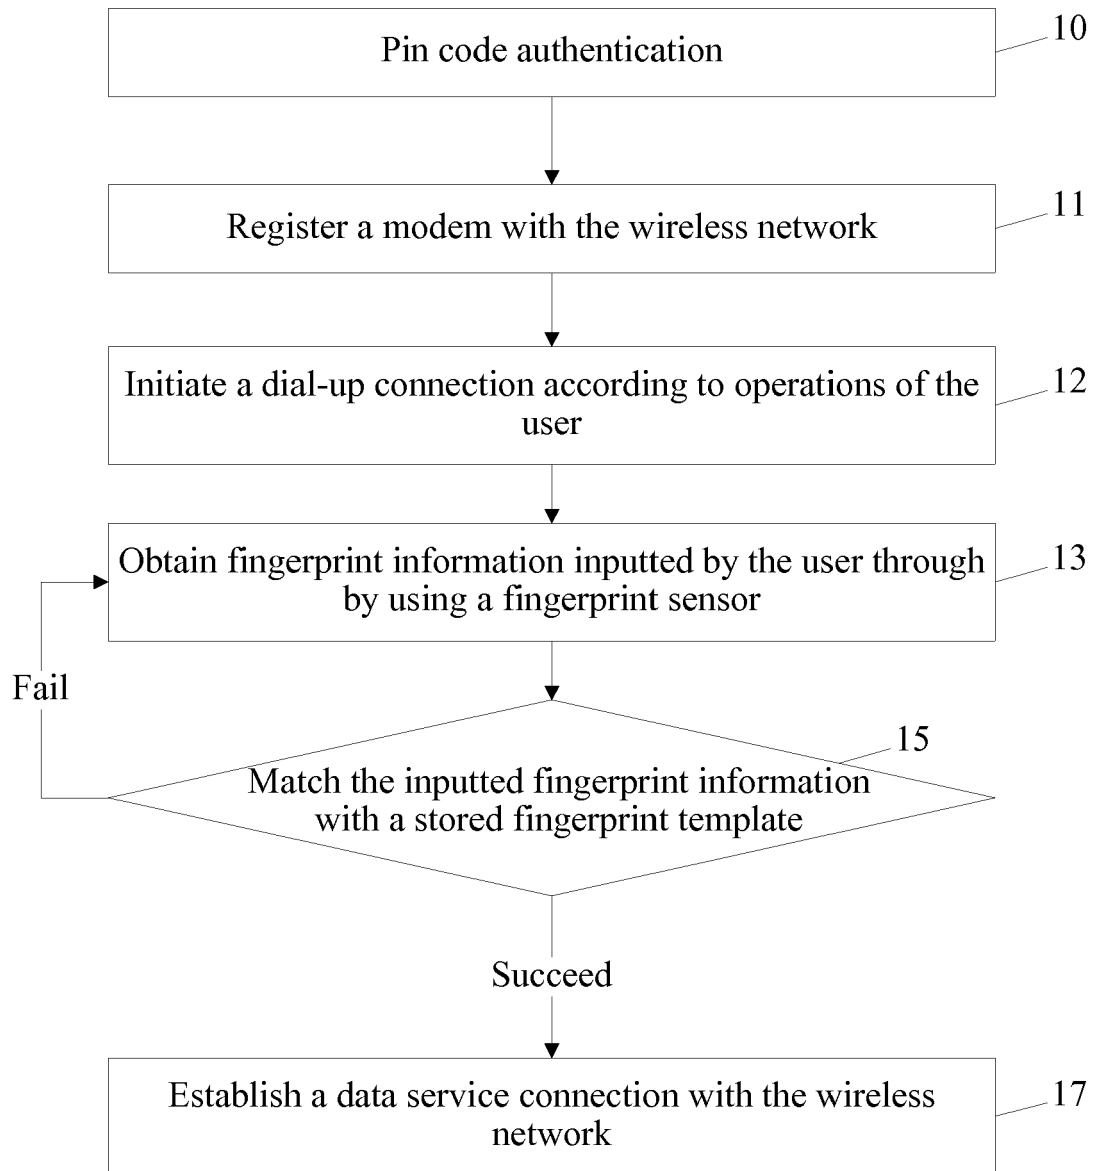 Pin code authentication
10
Register a modem with the wireless network
11
Initiate a dial-up connection according to operations of the
user
12
Obtain fingerprint information inputted by the user through
by using a fingerprint sensor
13
Fail
15
Match the inputted fingerprint information
with a stored fingerprint template
Succeed
Establish a data service connection with the wireless
network
17